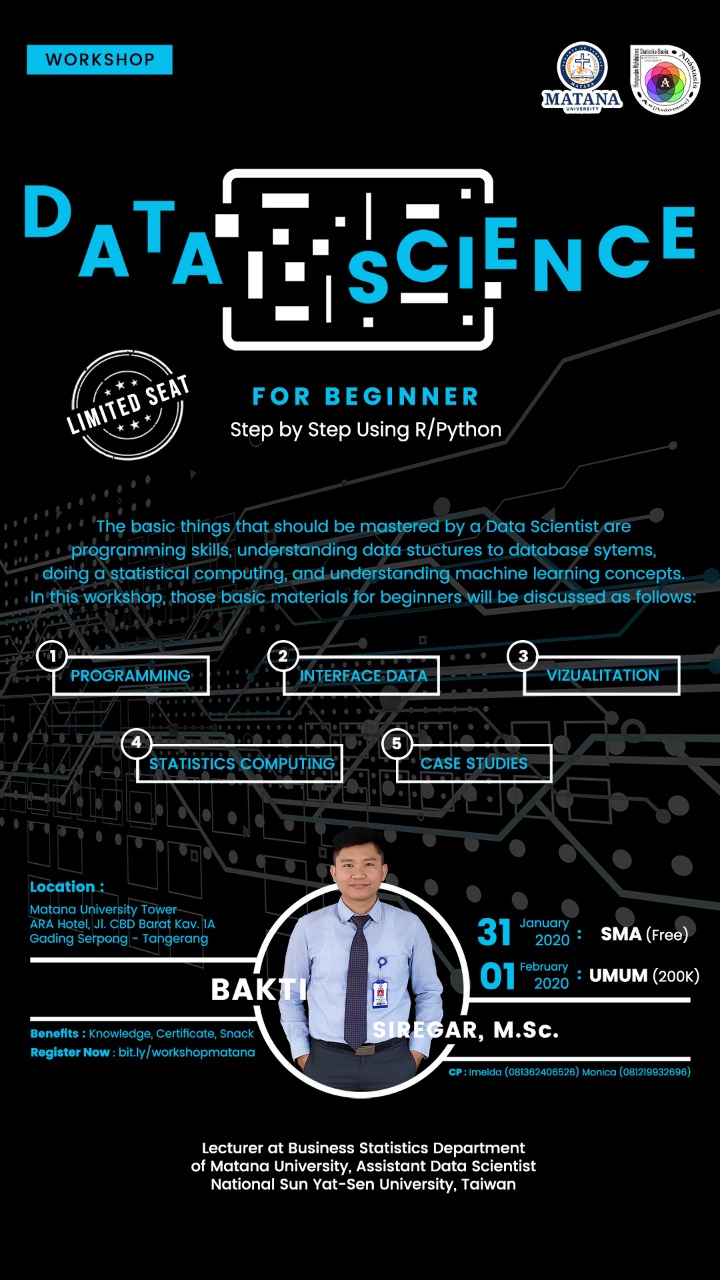 WORKSHOP
MATANA
UNIVERSITY
DATA SCIENCE
LIMITED SEAT
FOR BEGINNER
Step by Step Using R/Python
The basic things that should be mastered by a Data Scientist are
programming skills, understanding data stuctures to database sytems,
doing a statistical computing, and understanding machine learning concepts.
In this workshop, those basic materials for beginners will be discussed as follows:
1 PROGRAMMING
2 INTERFACE DATA
3 VIZUALITATION
4 STATISTICS COMPUTING
5 CASE STUDIES
Location :
Matana University Tower
ARA Hotel, Jl. CBD Barat Kav. 1A
Gading Serpong - Tangerang
31 January 2020 : SMA (Free)
01 February 2020 : UMUM (200K)
BAKTI
SIREGAR, M.Sc.
Benefits : Knowledge, Certificate, Snack
Register Now : bit.ly/workshopmatana
CP : Imelda (081362406526) Monica (081219932696)
Lecturer at Business Statistics Department
of Matana University, Assistant Data Scientist
National Sun Yat-Sen University, Taiwan